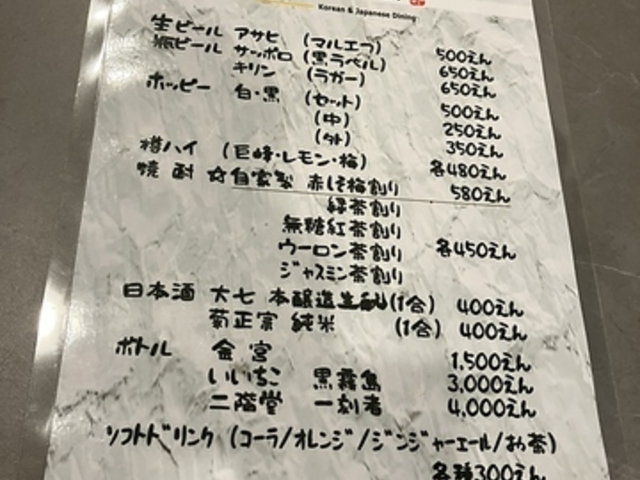 Korean & Japanese Dining
生ビール アサヒ (マルエフ) 500えん
瓶ビール サッポロ (黒ラベル) 650えん
キリン (ラガー) 650えん
ホッピー 白・黒 (セット) 500えん
(中) 250えん
(外) 350えん
樽ハイ (巨峰・レモン・梅) 各480えん
焼酎 自家製 赤しそ梅割り 580えん
緑茶割り
無糖紅茶割り
ウーロン茶割り 各450えん
ジャスミン茶割り
日本酒 大七 本醸造生酛(1合) 400えん
菊正宗 純米 (1合) 400えん
ボトル 金宮 1,500えん
いいちこ 黒霧島 3,000えん
二階堂 一刻者 4,000えん
ソフトドリンク (コーラ/オレンジ/ジンジャーエール/お茶)
各種300えん